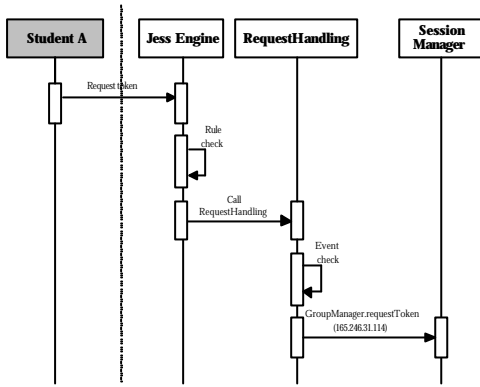 Student A
Jess Engine
RequestHandling
Session
Manager
Request token
Rule
check
Call
RequestHandling
Event
check
GroupManager.requestToken
(165.246.31.114)